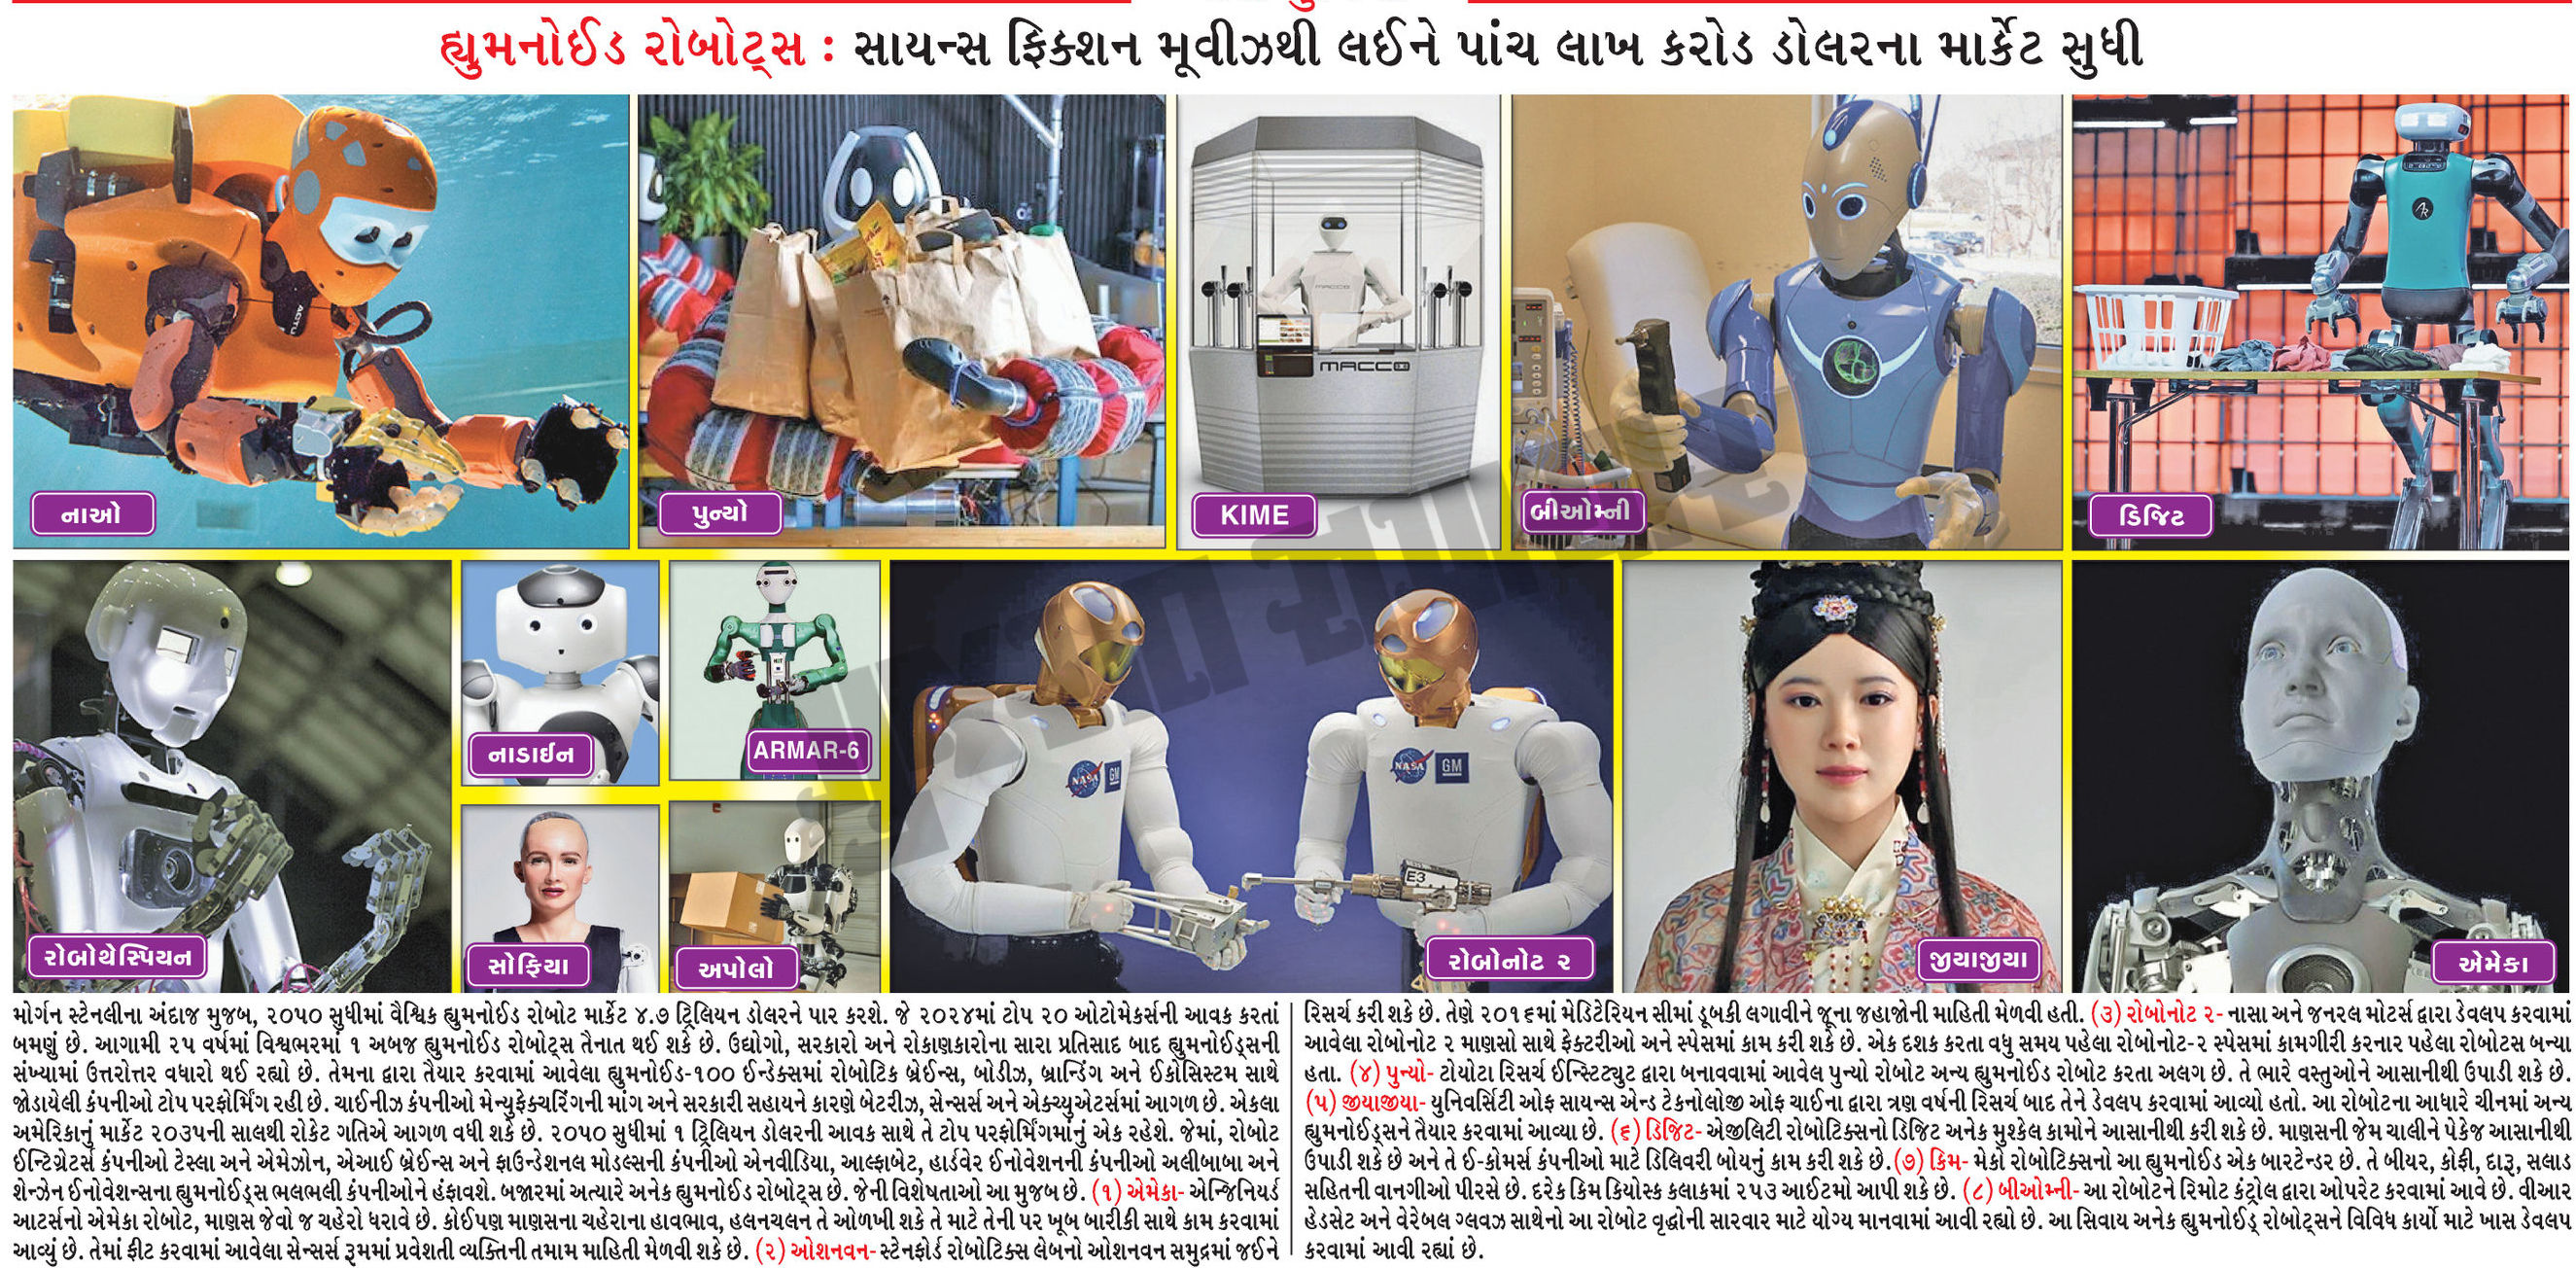 હ્યુમનોઈડ રોબોટ્સ : સાયન્સ ફિક્શન મૂવીઝથી લઈને પાંચ લાખ કરોડ ડોલરના માર્કેટ સુધી
નાઓ
પુન્યો
MACCO
MACCO
KIME
બીઓમ્ની
AR
ડિજિટ
રોબોથેસ્પિયન
નાડાઈન
KIT
ARMAR-6
સોફિયા
અપોલો
NASA GM
NASA GM
E3
રોબોનોટ ૨
જીયાજીયા
એમેકા
મોર્ગન સ્ટેનલીના અંદાજ મુજબ, ૨૦૫૦ સુધીમાં વૈશ્વિક હ્યુમનોઈડ રોબોટ માર્કેટ ૪.૭ ટ્રિલિયન ડોલરને પાર કરશે. જે ૨૦૨૪માં ટોપ ૨૦ ઓટોમેકર્સની આવક કરતાં
બમણું છે. આગામી ૨૫ વર્ષમાં વિશ્વભરમાં ૧ અબજ હ્યુમનોઈડ રોબોટ્સ તૈનાત થઈ શકે છે. ઉદ્યોગો, સરકારો અને રોકાણકારોના સારા પ્રતિસાદ બાદ હ્યુમનોઈડ્સની
સંખ્યામાં ઉત્તરોત્તર વધારો થઈ રહ્યો છે. તેમના દ્વારા તૈયાર કરવામાં આવેલા હ્યુમનોઈડ-૧૦૦ ઈન્ડેક્સમાં રોબોટિક બ્રેઈન્સ, બોડીઝ, બ્રાન્ડિંગ અને ઈકોસિસ્ટમ સાથે
જોડાયેલી કંપનીઓ ટોપ પરફોર્મિંગ રહી છે. ચાઈનીઝ કંપનીઓ મેન્યુફેક્ચરિંગની માંગ અને સરકારી સહાયને કારણે બેટરીઝ, સેન્સર્સ અને એક્ચ્યુએટર્સમાં આગળ છે. એકલા
અમેરિકાનું માર્કેટ ૨૦૩૫ની સાલથી રોકેટ ગતિએ આગળ વધી શકે છે. ૨૦૫૦ સુધીમાં ૧ ટ્રિલિયન ડોલરની આવક સાથે તે ટોપ પરફોર્મિંગમાંનું એક રહેશે. જેમાં, રોબોટ
ઈન્ટિગ્રેટર્સ કંપનીઓ ટેસ્લા અને એમેઝોન, એઆઈ બ્રેઈન્સ અને ફાઉન્ડેશનલ મોડલ્સની કંપનીઓ એનવીડિયા, આલ્ફાબેટ, હાર્ડવેર ઈનોવેશનની કંપનીઓ અલીબાબા અને
શેન્ઝેન ઈનોવેશન્સના હ્યુમનોઈડ્સ ભલભલી કંપનીઓને હંફાવશે. બજારમાં અત્યારે અનેક હ્યુમનોઈડ રોબોટ્સ છે. જેની વિશેષતાઓ આ મુજબ છે. (૧) એમેકા- એન્જિનિયર્ડ
આર્ટસનો એમેકા રોબોટ, માણસ જેવો જ ચહેરો ધરાવે છે. કોઈપણ માણસના ચહેરાના હાવભાવ, હલનચલન તે ઓળખી શકે તે માટે તેની પર ખૂબ બારીકી સાથે કામ કરવામાં
આવ્યું છે. તેમાં ફીટ કરવામાં આવેલા સેન્સર્સ રૂમમાં પ્રવેશતી વ્યક્તિની તમામ માહિતી મેળવી શકે છે. (૨) ઓશનવન- સ્ટેનફોર્ડ રોબોટિક્સ લેબનો ઓશનવન સમુદ્રમાં જઈને
રિસર્ચ કરી શકે છે. તેણે ૨૦૧૬માં મેડિટેરિયન સીમાં ડૂબકી લગાવીને જૂના જહાજોની માહિતી મેળવી હતી. (૩) રોબોનોટ ૨- નાસા અને જનરલ મોટર્સ દ્વારા ડેવલપ કરવામાં
આવેલા રોબોનોટ ૨ માણસો સાથે ફેક્ટરીઓ અને સ્પેસમાં કામ કરી શકે છે. એક દશક કરતા વધુ સમય પહેલા રોબોનોટ-૨ સ્પેસમાં કામગીરી કરનાર પહેલા રોબોટસ બન્યા
હતા. (૪) પુન્યો- ટોયોટા રિસર્ચ ઈન્સ્ટિટ્યુટ દ્વારા બનાવવામાં આવેલ પુન્યો રોબોટ અન્ય હ્યુમનોઈડ રોબોટ કરતા અલગ છે. તે ભારે વસ્તુઓને આસાનીથી ઉપાડી શકે છે.
(૫) જીયાજીયા- યુનિવર્સિટી ઓફ સાયન્સ એન્ડ ટેકનોલોજી ઓફ ચાઈના દ્વારા ત્રણ વર્ષની રિસર્ચ બાદ તેને ડેવલપ કરવામાં આવ્યો હતો. આ રોબોટના આધારે ચીનમાં અન્ય
હ્યુમનોઈડ્સને તૈયાર કરવામાં આવ્યા છે. (૬) ડિજિટ- એજીલિટી રોબોટિક્સનો ડિજિટ અનેક મુશ્કેલ કામોને આસાનીથી કરી શકે છે. માણસની જેમ ચાલીને પેકેજ આસાનીથી
ઉપાડી શકે છે અને તે ઈ-કોમર્સ કંપનીઓ માટે ડિલિવરી બોયનું કામ કરી શકે છે.(૭) કિમ- મેકો રોબોટિક્સનો આ હ્યુમનોઈડ એક બારટેન્ડર છે. તે બીયર, કોફી, દારૂ, સલાડ
સહિતની વાનગીઓ પીરસે છે. દરેક કિમ કિયોસ્ક કલાકમાં ૨૫૩ આઈટમો આપી શકે છે. (૮) બીઓમ્ની- આ રોબોટને રિમોટ કંટ્રોલ દ્વારા ઓપરેટ કરવામાં આવે છે. વીઆર
હેડસેટ અને વેરેબલ ગ્લવઝ સાથેનો આ રોબોટ વૃદ્ધોની સારવાર માટે યોગ્ય માનવામાં આવી રહ્યો છે. આ સિવાય અનેક હ્યુમનોઈડ્ રોબોટ્સને વિવિધ કાર્યો માટે ખાસ ડેવલપ
કરવામાં આવી રહ્યાં છે.